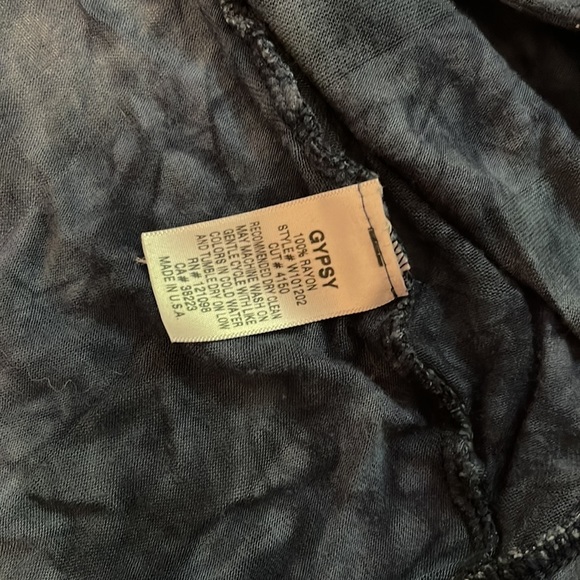 GYPSY
100% RAYON
STYLE# W101202
CUT# 4150
RECOMMENDED DRY CLEAN
MAY MACHINE WASH ON
GENTLE CYCLE WITH LIKE
COLORS IN COLD WATER
AND TUMBLE DRY ON LOW
RN# 121098
CA# 36223
MADE IN U.S.A.